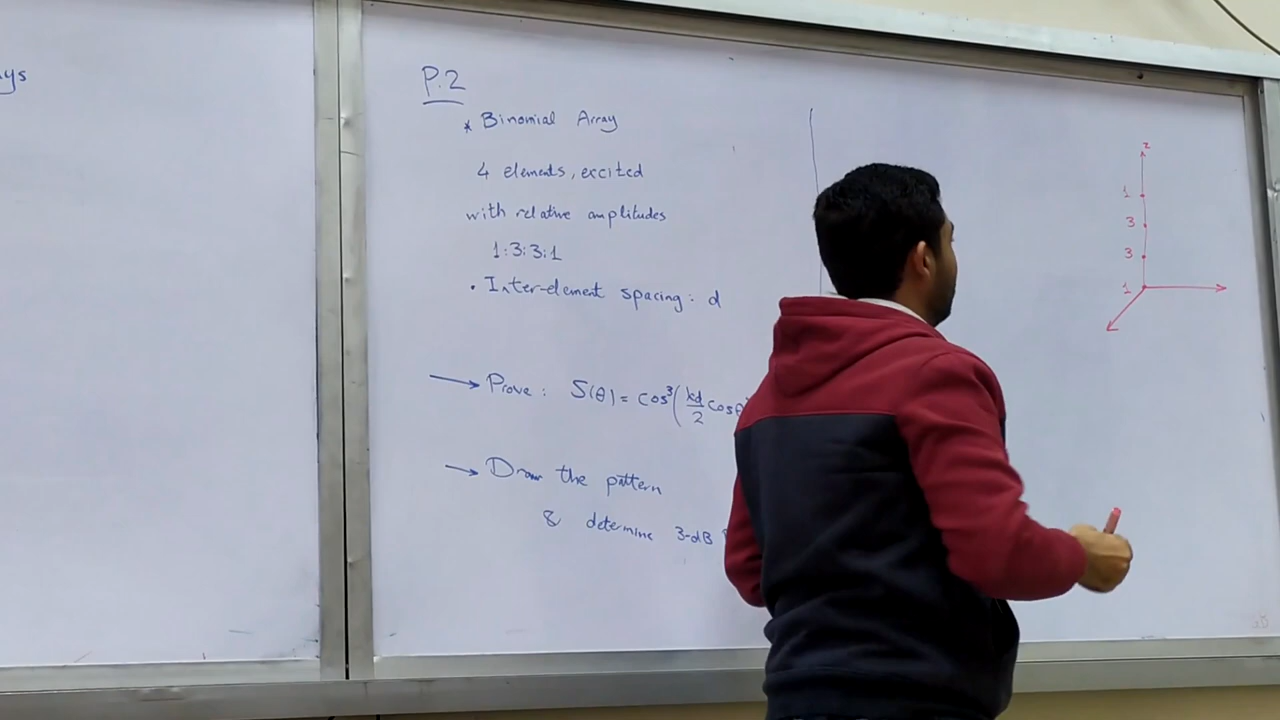 ys
P.2
* Binomial Array
4 elements, excited
with relative amplitudes
1:3:3:1
• Inter-element spacing: d
→ Prove: S(θ) = cos³(kd/2 cosθ
→ Draw the pattern
& determine 3-dB
z
1
3
3
1